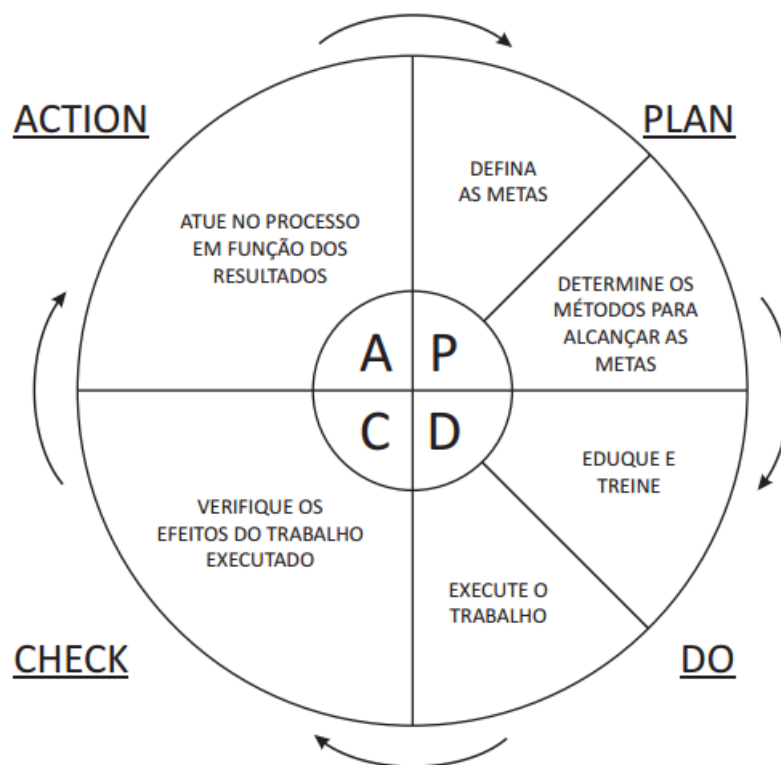 ACTION
PLAN
DEFINA
AS METAS
ATUE NO PROCESSO
EM FUNÇÃO DOS
RESULTADOS
DETERMINE OS
MÉTODOS PARA
ALCANÇAR AS
METAS
A P
C D
EDUQUE E
TREINE
VERIFIQUE OS
EFEITOS DO TRABALHO
EXECUTADO
EXECUTE O
TRABALHO
CHECK
DO